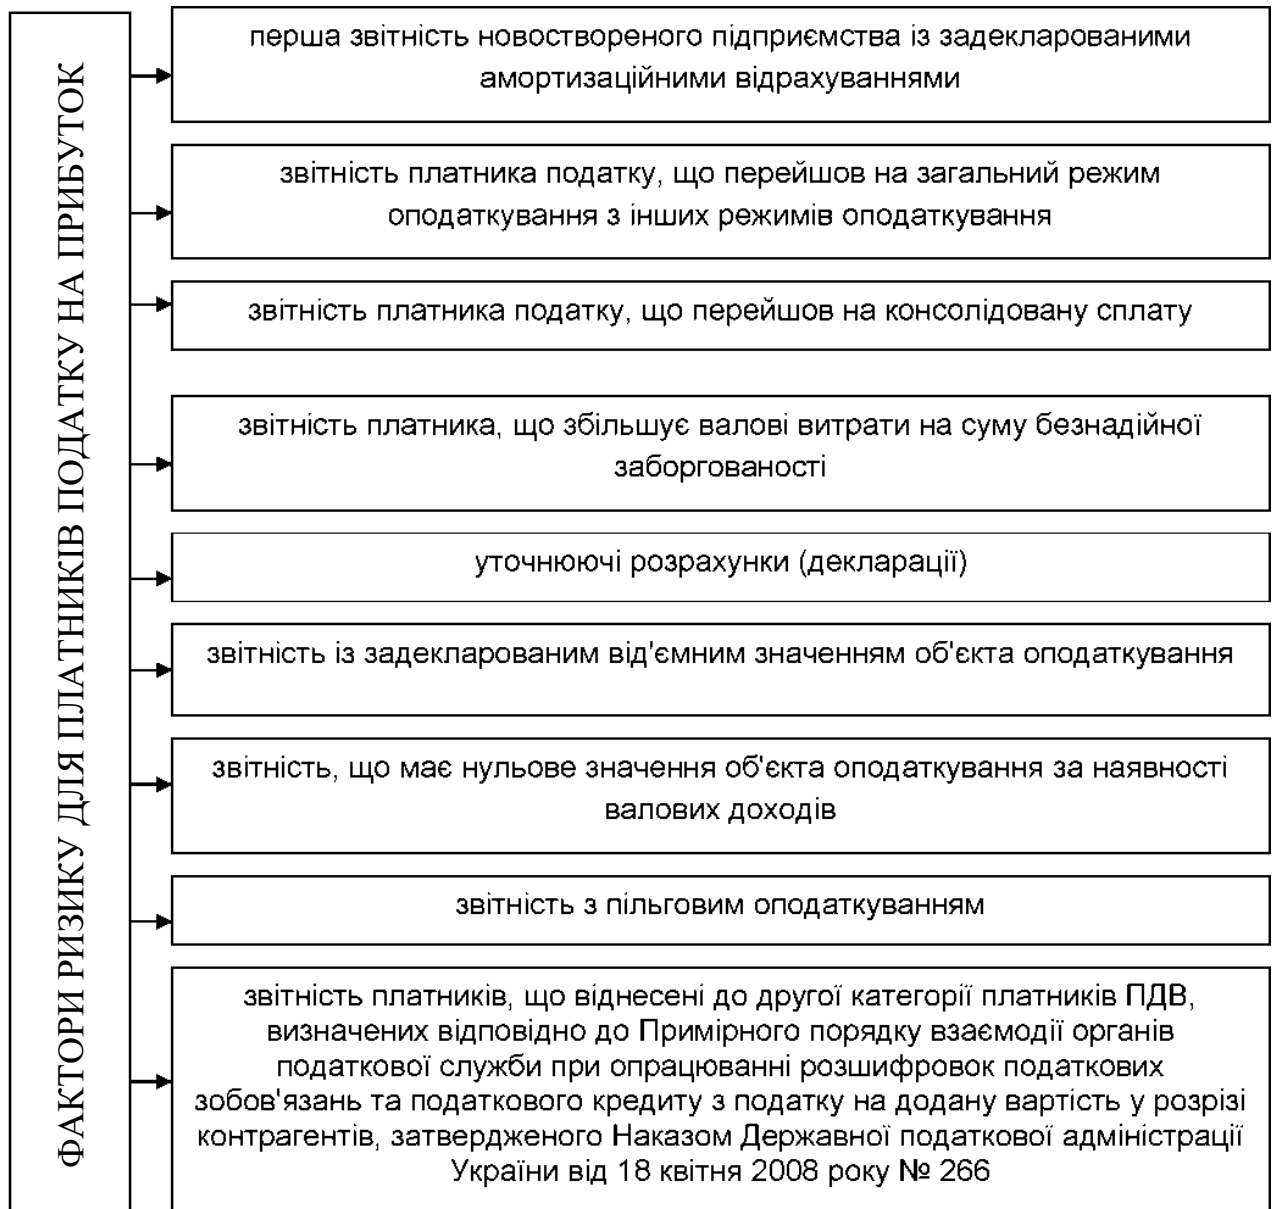 ФАКТОРИ РИЗИКУ ДЛЯ ПЛАТНИКІВ ПОДАТКУ НА ПРИБУТОК
перша звітність новоствореного підприємства із задекларованими
амортизаційними відрахуваннями
звітність платника податку, що перейшов на загальний режим
оподаткування з інших режимів оподаткування
звітність платника податку, що перейшов на консолідовану сплату
звітність платника, що збільшує валові витрати на суму безнадійної
заборгованості
уточнюючі розрахунки (декларації)
звітність із задекларованим від'ємним значенням об'єкта оподаткування
звітність, що має нульове значення об'єкта оподаткування за наявності
валових доходів
звітність з пільговим оподаткуванням
звітність платників, що віднесені до другої категорії платників ПДВ,
визначених відповідно до Примірного порядку взаємодії органів
податкової служби при опрацюванні розшифровок податкових
зобов'язань та податкового кредиту з податку на додану вартість у розрізі
контрагентів, затвердженого Наказом Державної податкової адміністрації
України від 18 квітня 2008 року № 266